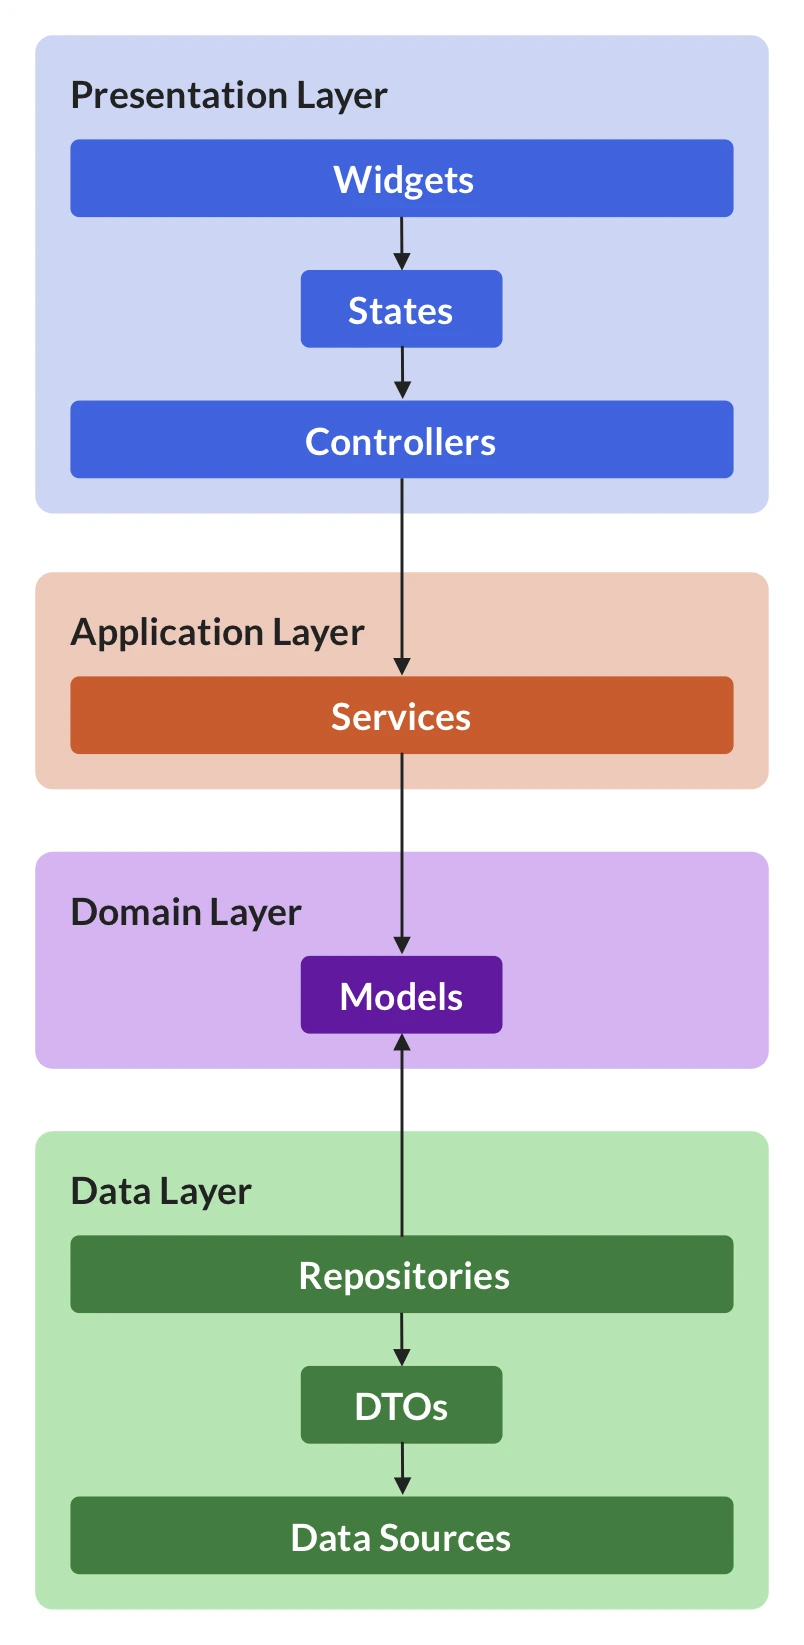 Presentation Layer
Widgets
States
Controllers
Application Layer
Services
Domain Layer
Models
Data Layer
Repositories
DTOs
Data Sources